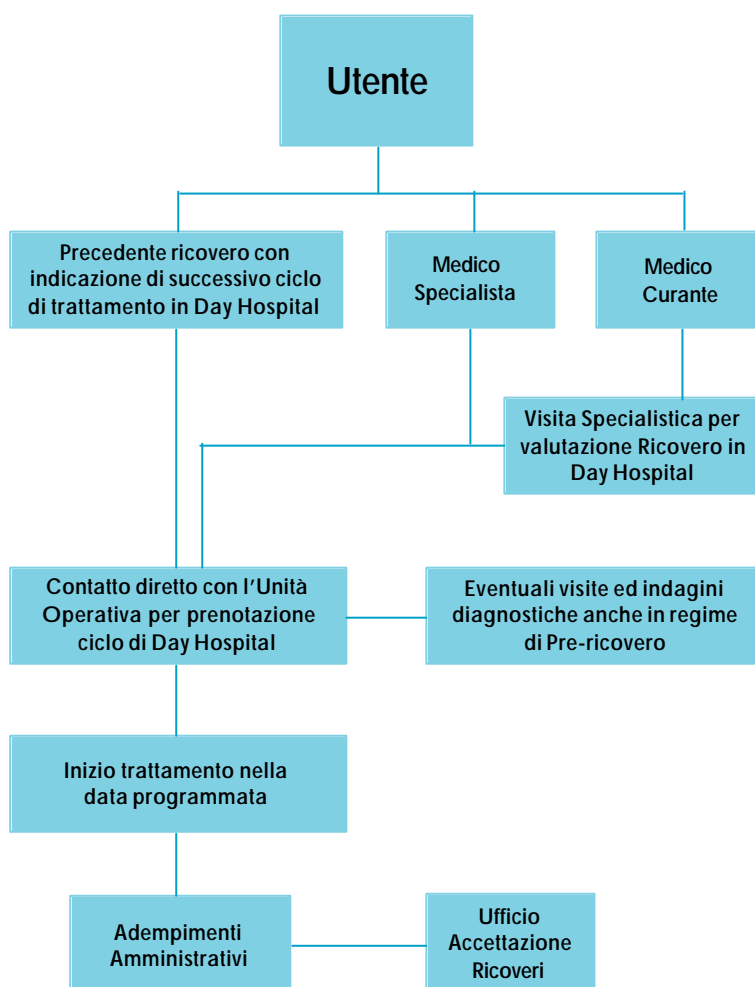 Utente
Precedente ricovero con
indicazione di successivo ciclo
di trattamento in Day Hospital
Medico
Specialista
Medico
Curante
Visita Specialistica per
valutazione Ricovero in
Day Hospital
Contatto diretto con l'Unità
Operativa per prenotazione
ciclo di Day Hospital
Eventuali visite ed indagini
diagnostiche anche in regime
di Pre-ricovero
Inizio trattamento nella
data programmata
Adempimenti
Amministrativi
Ufficio
Accettazione
Ricoveri